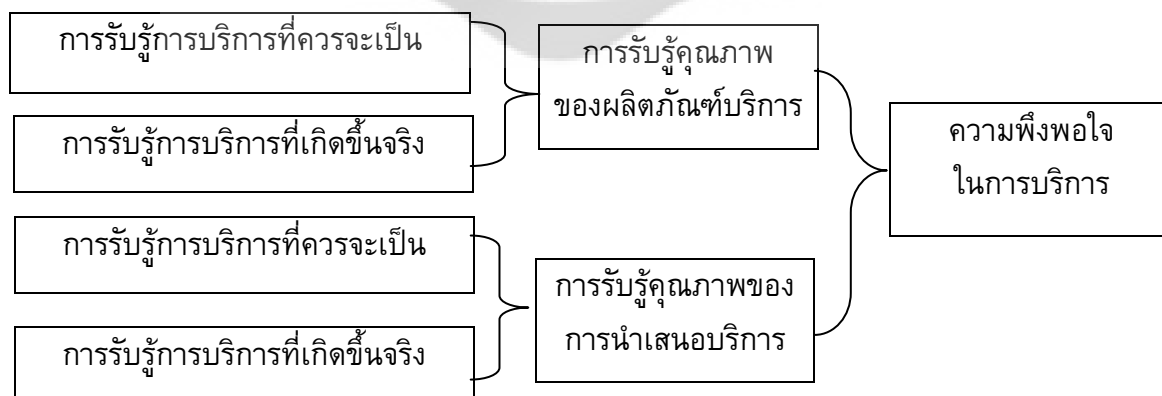 การรับรู้การบริการที่ควรจะเป็น
การรับรู้การบริการที่เกิดขึ้นจริง
การรับรู้คุณภาพ
ของผลิตภัณฑ์บริการ
การรับรู้การบริการที่ควรจะเป็น
การรับรู้การบริการที่เกิดขึ้นจริง
การรับรู้คุณภาพของ
การนำเสนอบริการ
ความพึงพอใจ
ในการบริการ